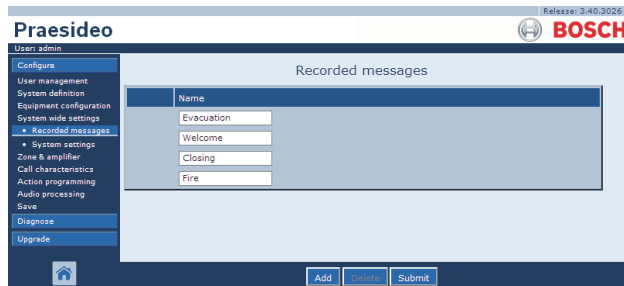 Release: 3.40.3026
Praesideo
BOSCH
User: admin
Configure
User management
System definition
Equipment configuration
System wide settings
• Recorded messages
• System settings
Zone & amplifier
Call characteristics
Action programming
Audio processing
Save
Diagnose
Upgrade
Recorded messages
Name
Evacuation
Welcome
Closing
Fire
Add Delete Submit